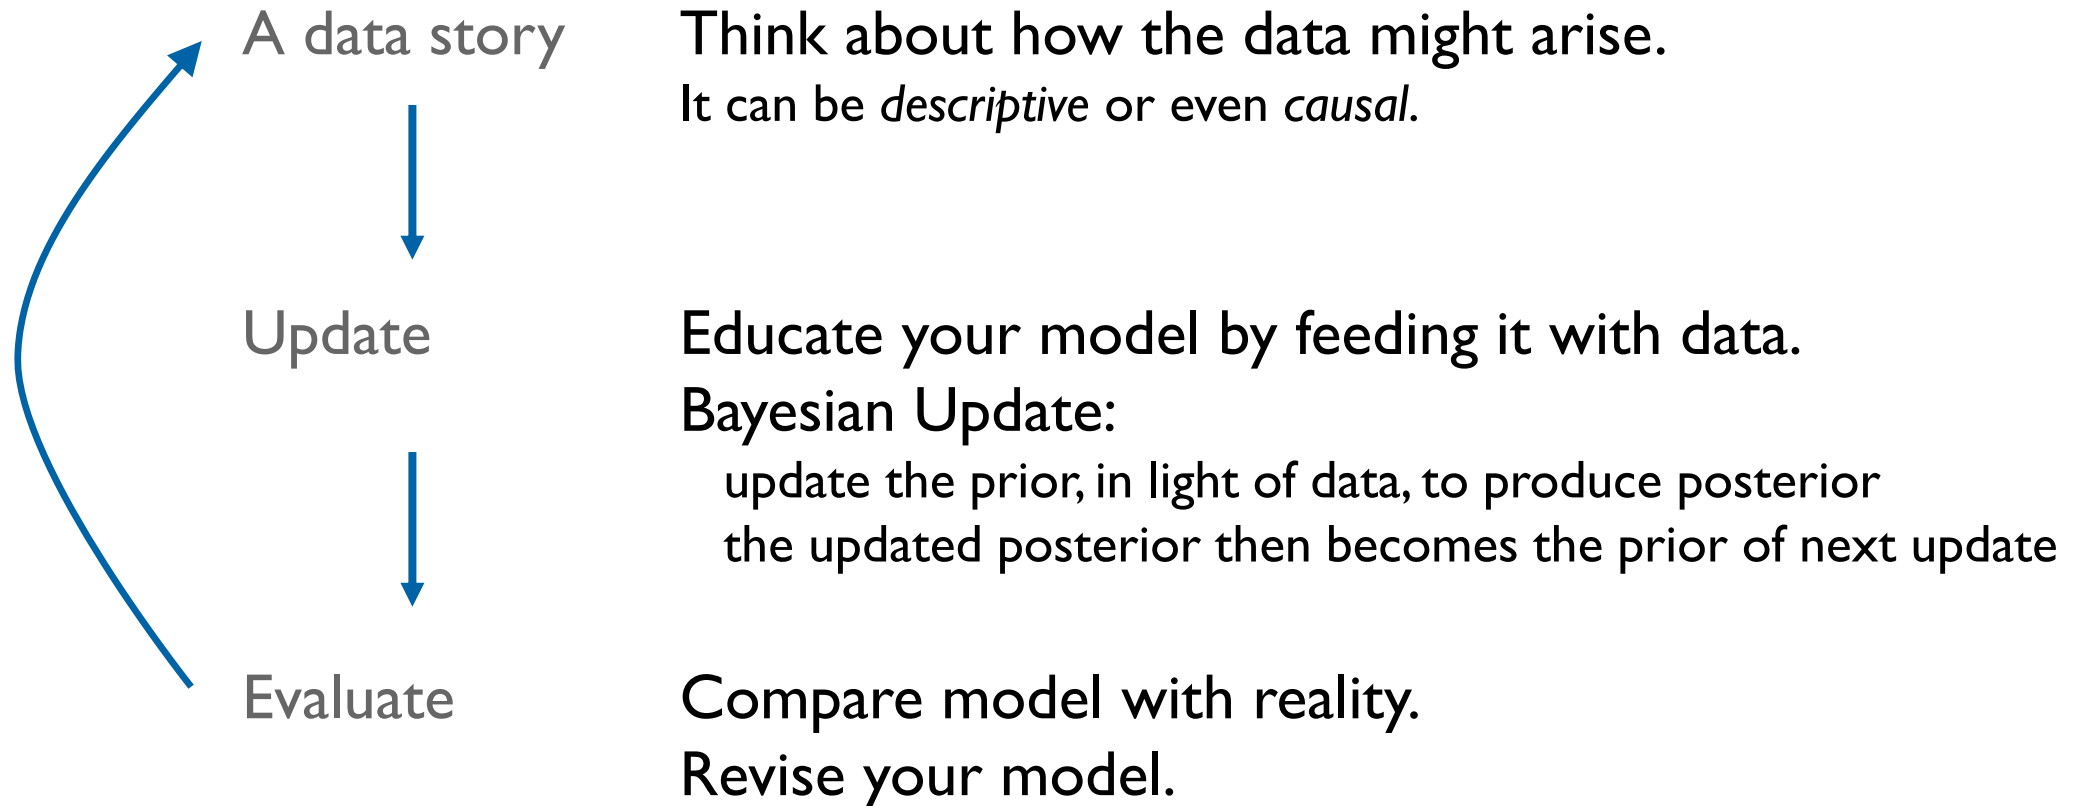 A data story
Think about how the data might arise.
It can be descriptive or even causal.
Update
Educate your model by feeding it with data.
Bayesian Update:
update the prior, in light of data, to produce posterior
the updated posterior then becomes the prior of next update
Evaluate
Compare model with reality.
Revise your model.